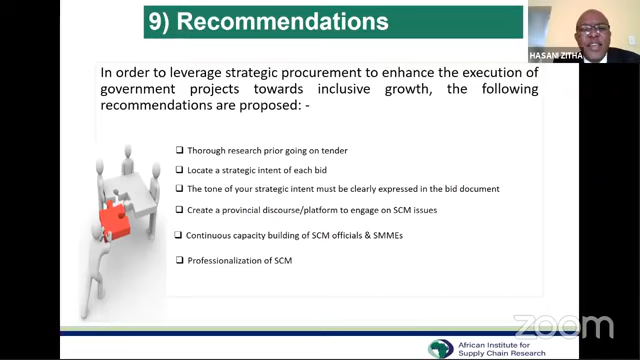 9) Recommendations
HASANI ZITHA
In order to leverage strategic procurement to enhance the execution of
government projects towards inclusive growth, the following
recommendations are proposed: -
❑ Thorough research prior going on tender
❑ Locate a strategic intent of each bid
❑ The tone of your strategic intent must be clearly expressed in the bid document
❑ Create a provincial discourse/platform to engage on SCM issues
❑ Continuous capacity building of SCM officials & SMMEs
❑ Professionalization of SCM
zoom
African Institute for
Supply Chain Research